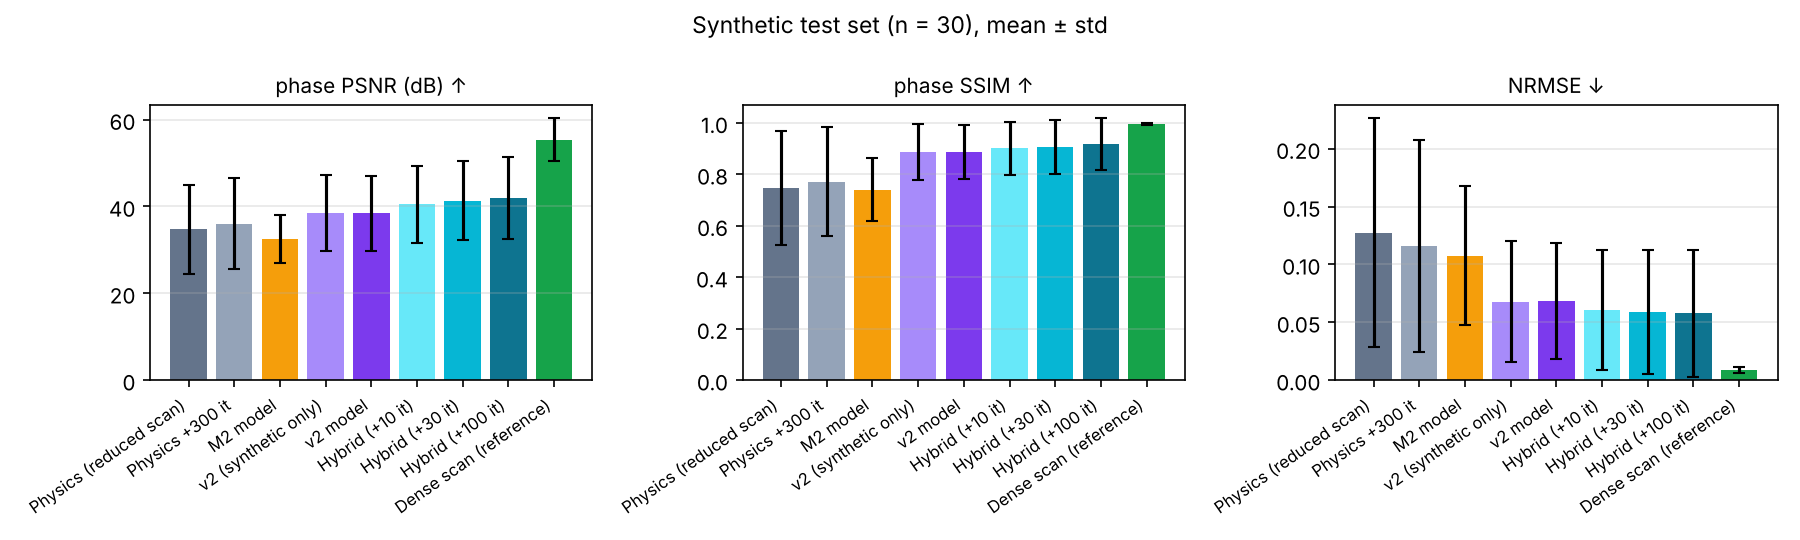 Synthetic test set (n = 30), mean ± std
phase PSNR (dB) ↑
60
40
20
0
Physics (reduced scan)
Physics +300 it
M2 model
v2 (synthetic only)
v2 model
Hybrid (+10 it)
Hybrid (+30 it)
Hybrid (+100 it)
Dense scan (reference)
phase SSIM ↑
1.0
0.8
0.6
0.4
0.2
0.0
Physics (reduced scan)
Physics +300 it
M2 model
v2 (synthetic only)
v2 model
Hybrid (+10 it)
Hybrid (+30 it)
Hybrid (+100 it)
Dense scan (reference)
NRMSE ↓
0.20
0.15
0.10
0.05
0.00
Physics (reduced scan)
Physics +300 it
M2 model
v2 (synthetic only)
v2 model
Hybrid (+10 it)
Hybrid (+30 it)
Hybrid (+100 it)
Dense scan (reference)